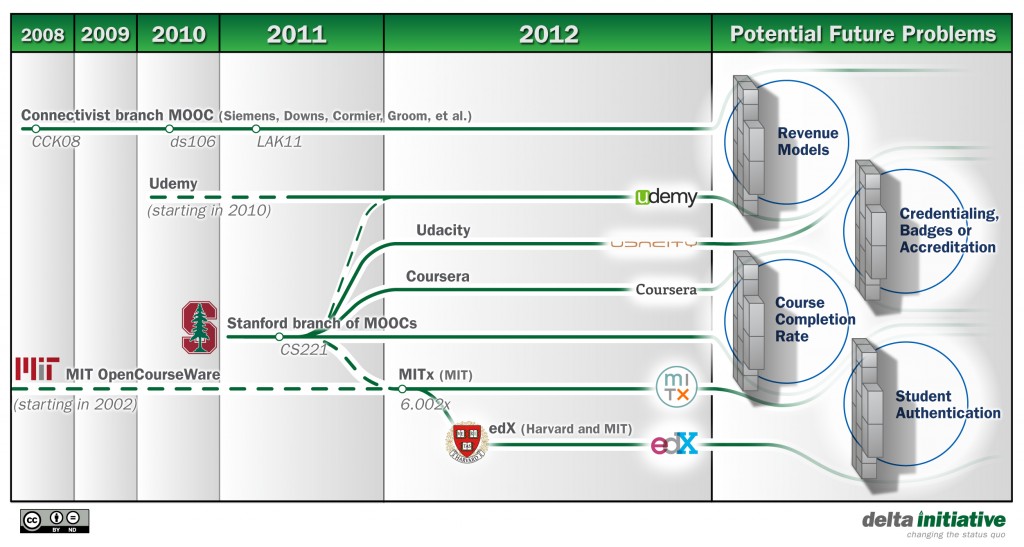 2008 2009 2010 2011 2012 Potential Future Problems
Connectivist branch MOOC (Siemens, Downs, Cormier, Groom, et al.)
CCK08 ds106 LAK11
Revenue
Models
Udemy
(starting in 2010)
udemy
Credentialing,
Badges or
Accreditation
Udacity
UDACITY
Coursera
Coursera
Course
Completion
Rate
Stanford branch of MOOCs
CS221
S
MIT
MIT OpenCourseWare
(starting in 2002)
MITx (MIT)
6.002x
MITX
Student
Authentication
edX (Harvard and MIT)
HARVARD
edX
cc BY ND
delta initiative
changing the status quo